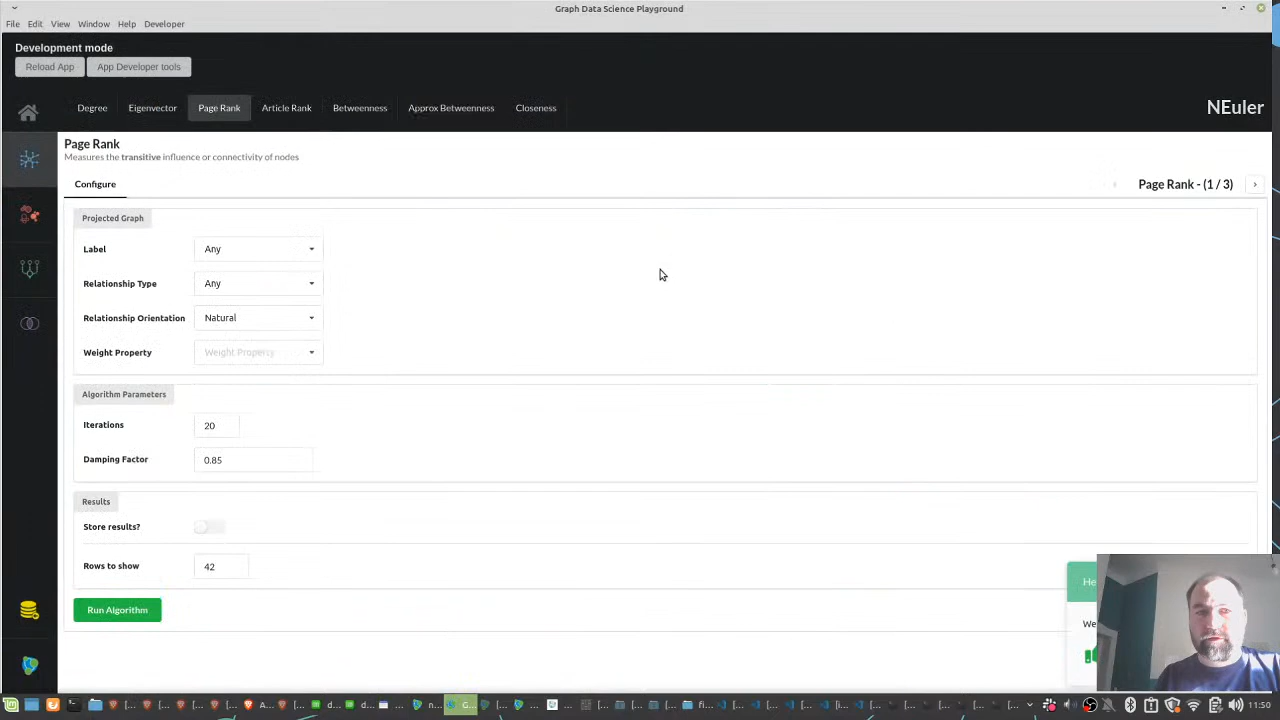 Graph Data Science Playground
File Edit View Window Help Developer
Development mode
Reload App App Developer tools
Degree Eigenvector Page Rank Article Rank Betweenness Approx Betweenness Closeness
NEuler
Page Rank
Measures the transitive influence or connectivity of nodes
Configure
Page Rank - (1 / 3)
Projected Graph
Label Any
Relationship Type Any
Relationship Orientation Natural
Weight Property Weight Property
Algorithm Parameters
Iterations 20
Damping Factor 0.85
Results
Store results?
Rows to show 42
Run Algorithm
He
We
11:50